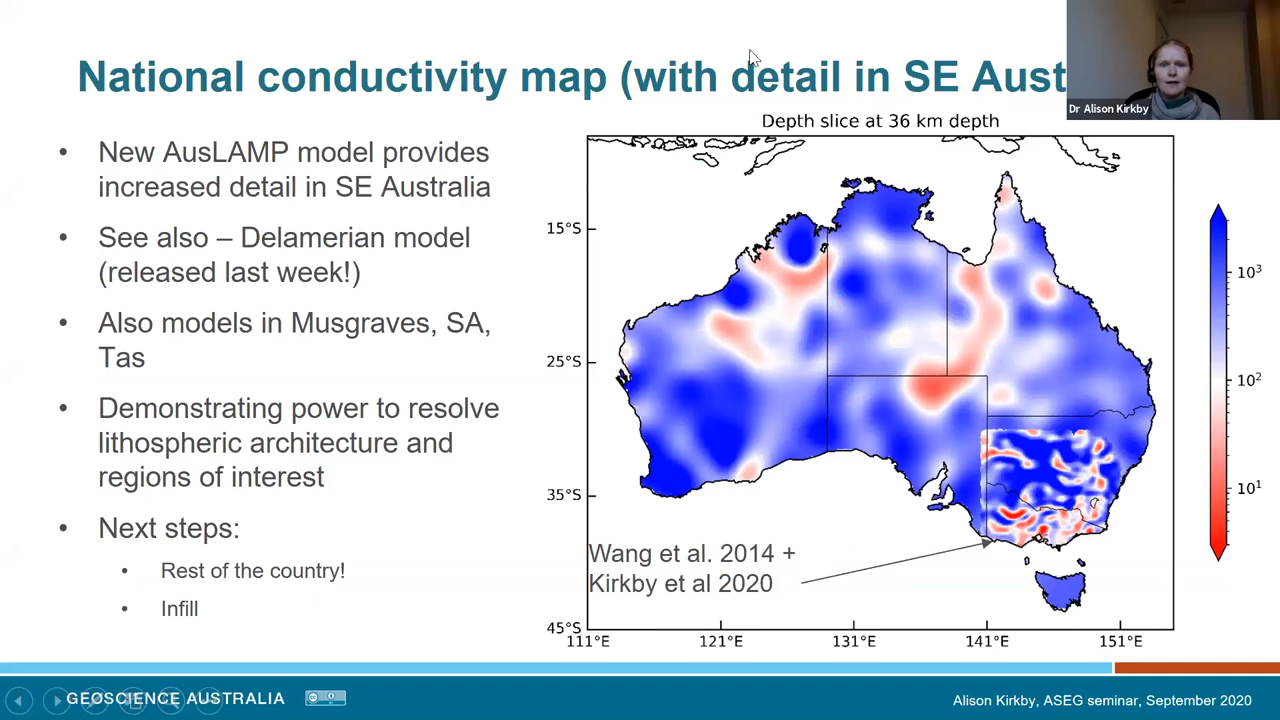 National conductivity map (with detail in SE Aust
Dr Alison Kirkby
Depth slice at 36 km depth
• New AusLAMP model provides
increased detail in SE Australia
• See also – Delamerian model
(released last week!)
• Also models in Musgraves, SA,
Tas
• Demonstrating power to resolve
lithospheric architecture and
regions of interest
• Next steps:
• Rest of the country!
• Infill
15°S
25°S
35°S
45°S
111°E 121°E 131°E 141°E 151°E
10³
10²
10¹
Wang et al. 2014 +
Kirkby et al 2020
GEOSCIENCE AUSTRALIA
Alison Kirkby, ASEG seminar, September 2020